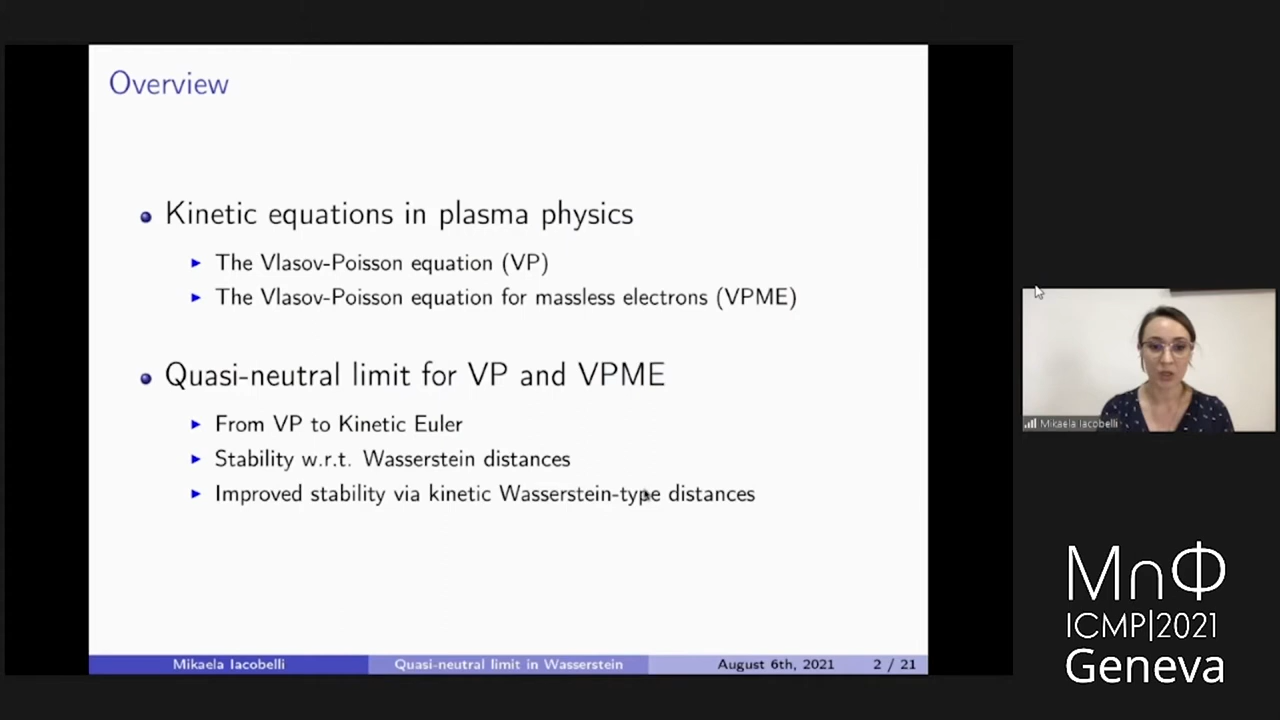 Overview
Kinetic equations in plasma physics
The Vlasov-Poisson equation (VP)
The Vlasov-Poisson equation for massless electrons (VPME)
Quasi-neutral limit for VP and VPME
From VP to Kinetic Euler
Stability w.r.t. Wasserstein distances
Improved stability via kinetic Wasserstein-type distances
Mikaela Iacobelli
Quasi-neutral limit in Wasserstein
August 6th, 2021
2 / 21
Mikaela Iacobelli
M∩Φ
ICMP|2021
Geneva